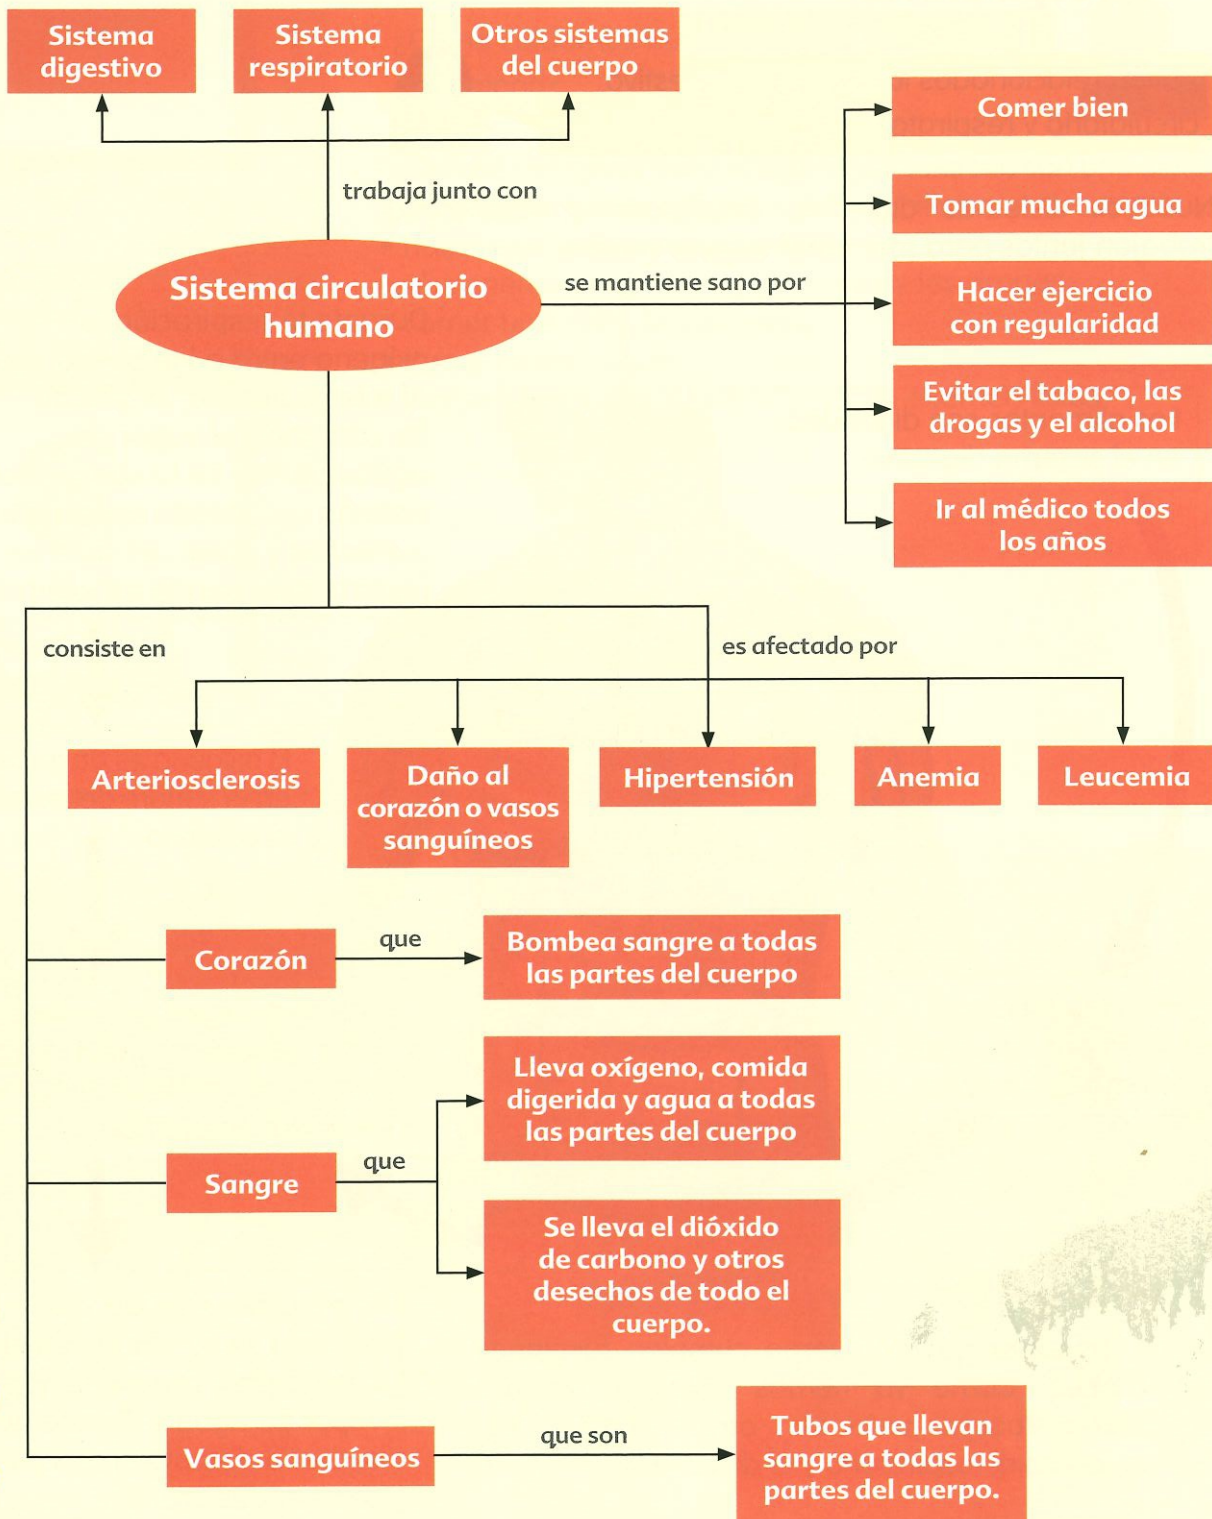 Sistema
digestivo
Sistema
respiratorio
Otros sistemas
del cuerpo
trabaja junto con
Sistema circulatorio
humano
se mantiene sano por
Comer bien
Tomar mucha agua
Hacer ejercicio
con regularidad
Evitar el tabaco, las
drogas y el alcohol
Ir al médico todos
los años
consiste en
es afectado por
Arteriosclerosis
Daño al
corazón o vasos
sanguíneos
Hipertensión
Anemia
Leucemia
Corazón
que
Bombea sangre a todas
las partes del cuerpo
Sangre
que
Lleva oxígeno, comida
digerida y agua a todas
las partes del cuerpo
Se lleva el dióxido
de carbono y otros
desechos de todo el
cuerpo.
Vasos sanguíneos
que son
Tubos que llevan
sangre a todas las
partes del cuerpo.